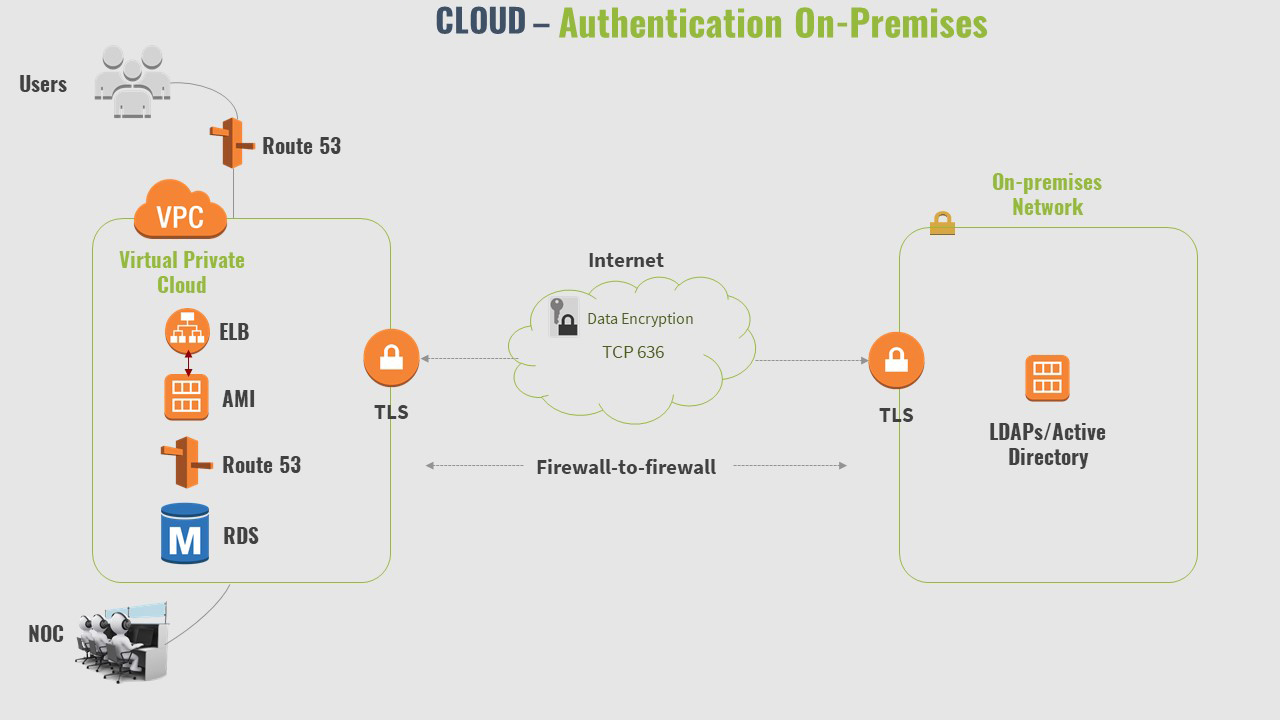 CLOUD – Authentication On-Premises
Users
Route 53
VPC
Virtual Private
Cloud
ELB
AMI
Route 53
M
RDS
NOC
TLS
Internet
Data Encryption
TCP 636
Firewall-to-firewall
TLS
On-premises
Network
LDAPs/Active
Directory